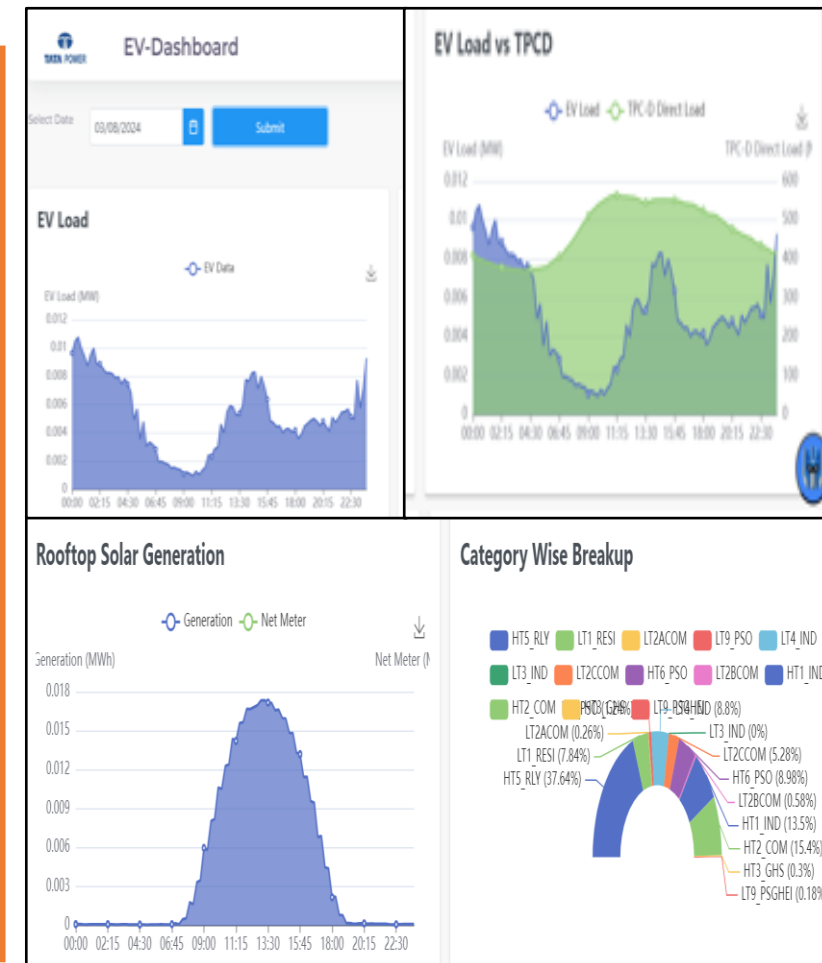 TATA POWER
EV-Dashboard
Select Date
03/08/2024
Submit
EV Load
EV Data
EV Load (MW)
0.012
0.01
0.008
0.006
0.004
0.002
0
00:00 02:15 04:30 06:45 09:00 11:15 13:30 15:45 18:00 20:15 22:30
EV Load vs TPCD
EV Load TPC-D Direct Load
EV Load (MW) TPC-D Direct Load (
0.012 600
0.01 500
0.008 400
0.006 300
0.004 200
0.002 100
0 0
00:00 02:15 04:30 06:45 09:00 11:15 13:30 15:45 18:00 20:15 22:30
Rooftop Solar Generation
Generation Net Meter
Generation (MWh) Net Meter (
0.018
0.015
0.012
0.009
0.006
0.003
0
00:00 02:15 04:30 06:45 09:00 11:15 13:30 15:45 18:00 20:15 22:30
Category Wise Breakup
HT5_RLY LT1_RESI LT2ACOM LT9_PSO LT4_IND
LT3_IND LT2CCOM HT6_PSO LT2BCOM HT1_IND
HT2_COM HT3_GHS LT9_PSGHEI
(8.8%)
LT2ACOM (0.26%) LT3_IND (0%)
LT1_RESI (7.84%) LT2CCOM (5.28%)
HT5_RLY (37.64%) HT6_PSO (8.98%)
LT2BCOM (0.58%)
HT1_IND (13.5%)
HT2_COM (15.4%)
HT3_GHS (0.3%)
LT9_PSGHEI (0.18%